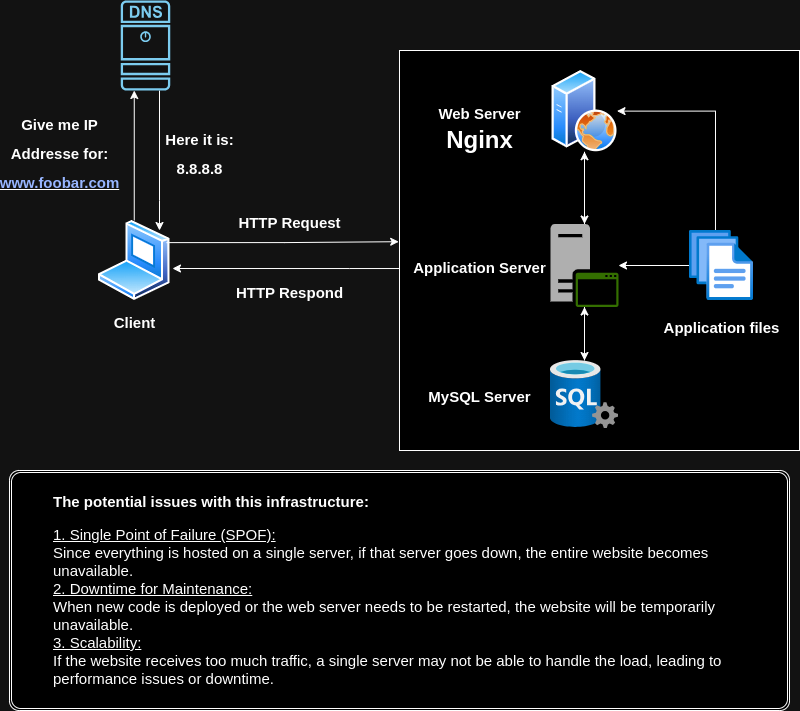 DNS
Give me IP
Addresse for:
www.foobar.com
Here it is:
8.8.8.8
HTTP Request
HTTP Respond
Client
Web Server
Nginx
Application Server
Application files
MySQL Server
SQL
The potential issues with this infrastructure:
1. Single Point of Failure (SPOF):
Since everything is hosted on a single server, if that server goes down, the entire website becomes
unavailable.
2. Downtime for Maintenance:
When new code is deployed or the web server needs to be restarted, the website will be temporarily
unavailable.
3. Scalability:
If the website receives too much traffic, a single server may not be able to handle the load, leading to
performance issues or downtime.